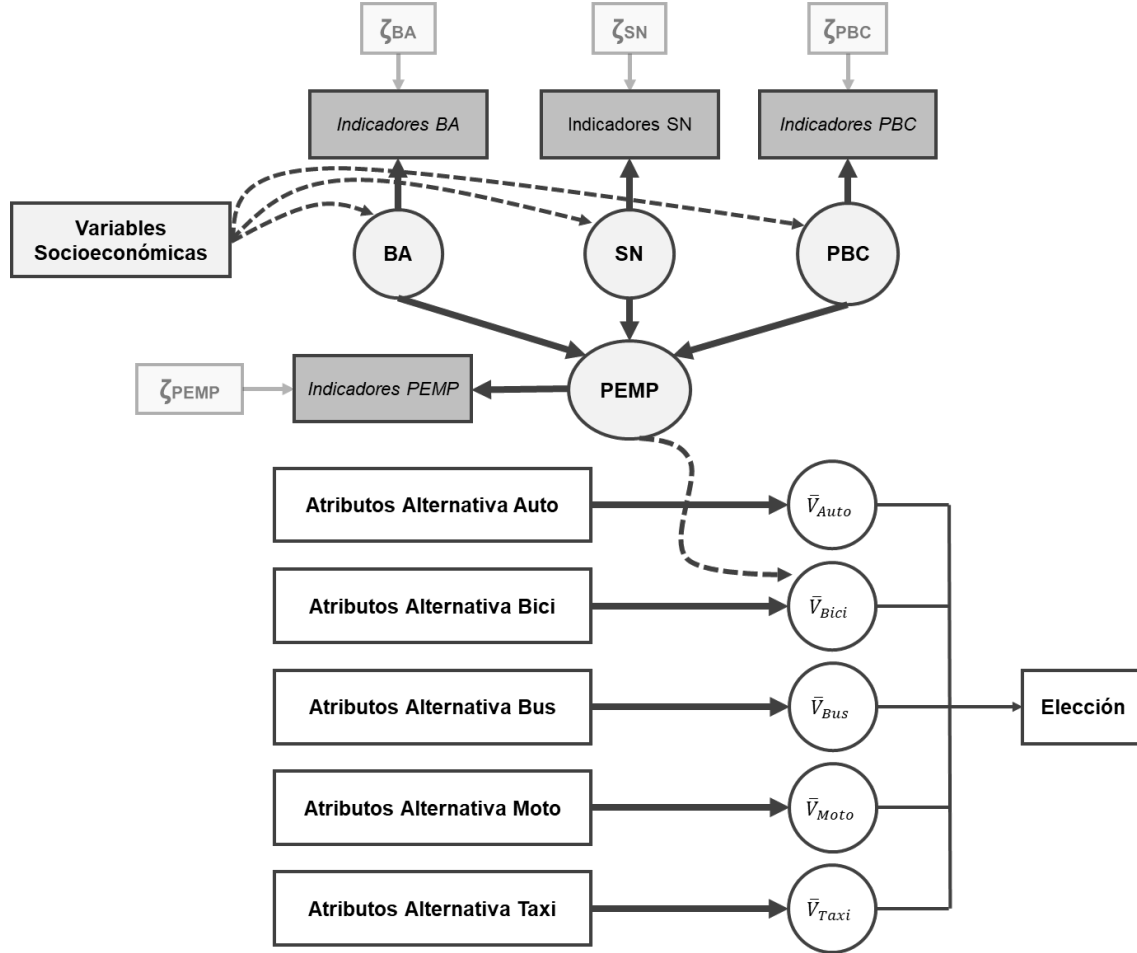 ζBA
ζSN
ζPBC
Indicadores BA
Indicadores SN
Indicadores PBC
Variables
Socioeconómicas
BA
SN
PBC
ζPEMP
Indicadores PEMP
PEMP
Atributos Alternativa Auto
V̄Auto
Atributos Alternativa Bici
V̄Bici
Atributos Alternativa Bus
V̄Bus
Elección
Atributos Alternativa Moto
V̄Moto
Atributos Alternativa Taxi
V̄Taxi